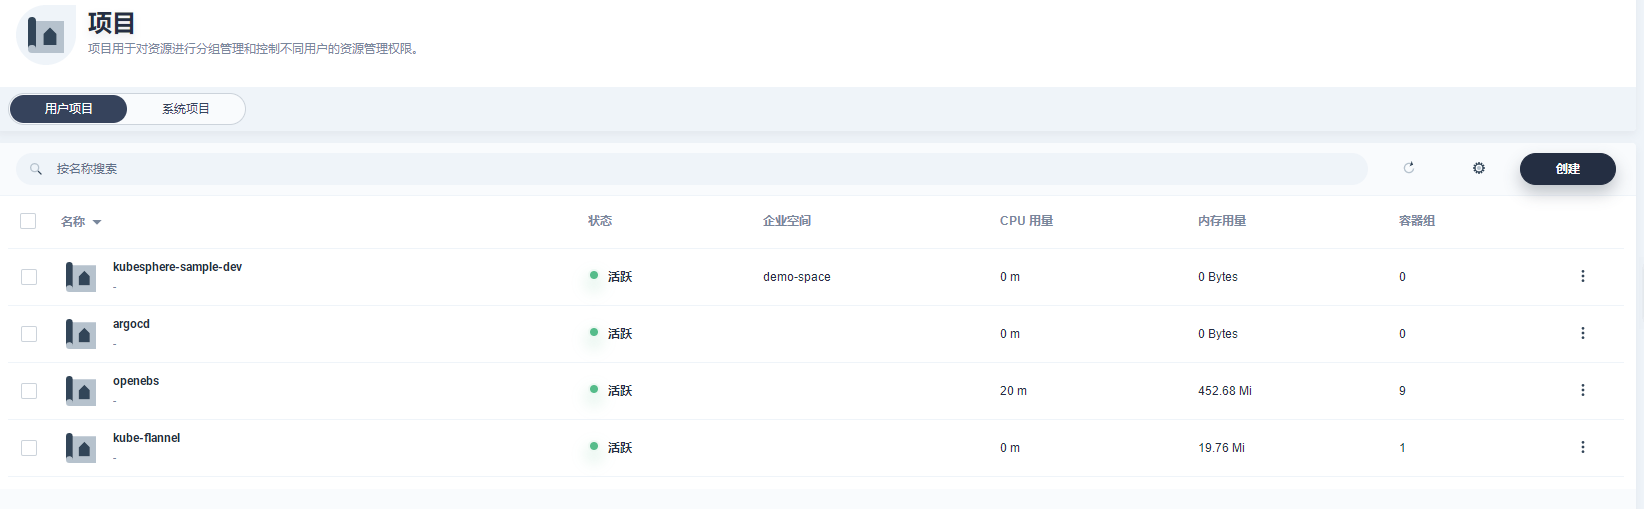 项目
项目用于对资源进行分组管理和控制不同用户的资源管理权限。
用户项目 系统项目
按名称搜索 创建
名称 状态 企业空间 CPU 用量 内存用量 容器组
kubesphere-sample-dev 活跃 demo-space 0 m 0 Bytes 0
-
argocd 活跃 0 m 0 Bytes 0
-
openebs 活跃 20 m 452.68 Mi 9
-
kube-flannel 活跃 0 m 19.76 Mi 1
-